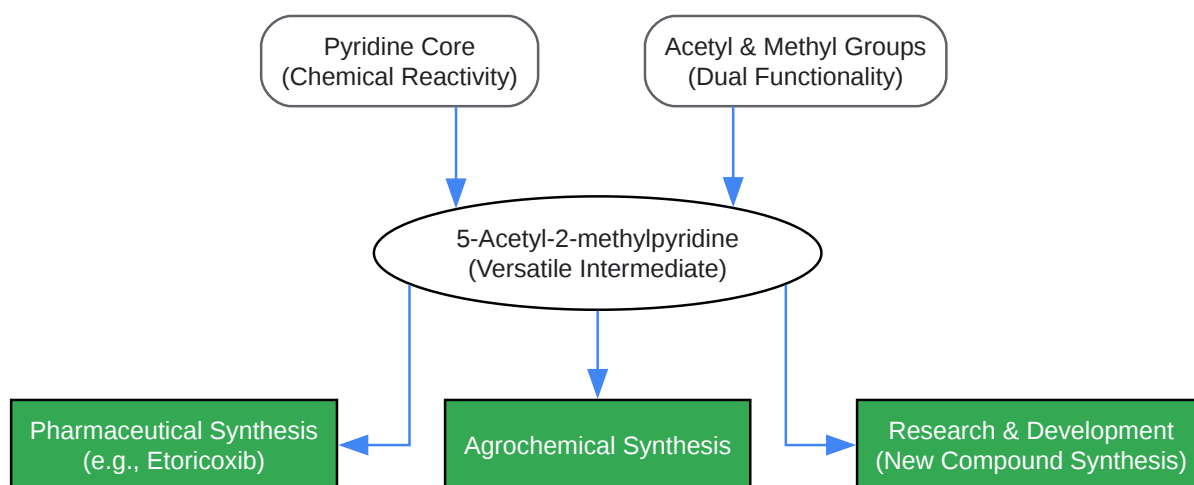 Pyridine Core
(Chemical Reactivity)
Acetyl & Methyl Groups
(Dual Functionality)
5-Acetyl-2-methylpyridine
(Versatile Intermediate)
Pharmaceutical Synthesis
(e.g., Etoricoxib)
Agrochemical Synthesis
Research & Development
(New Compound Synthesis)